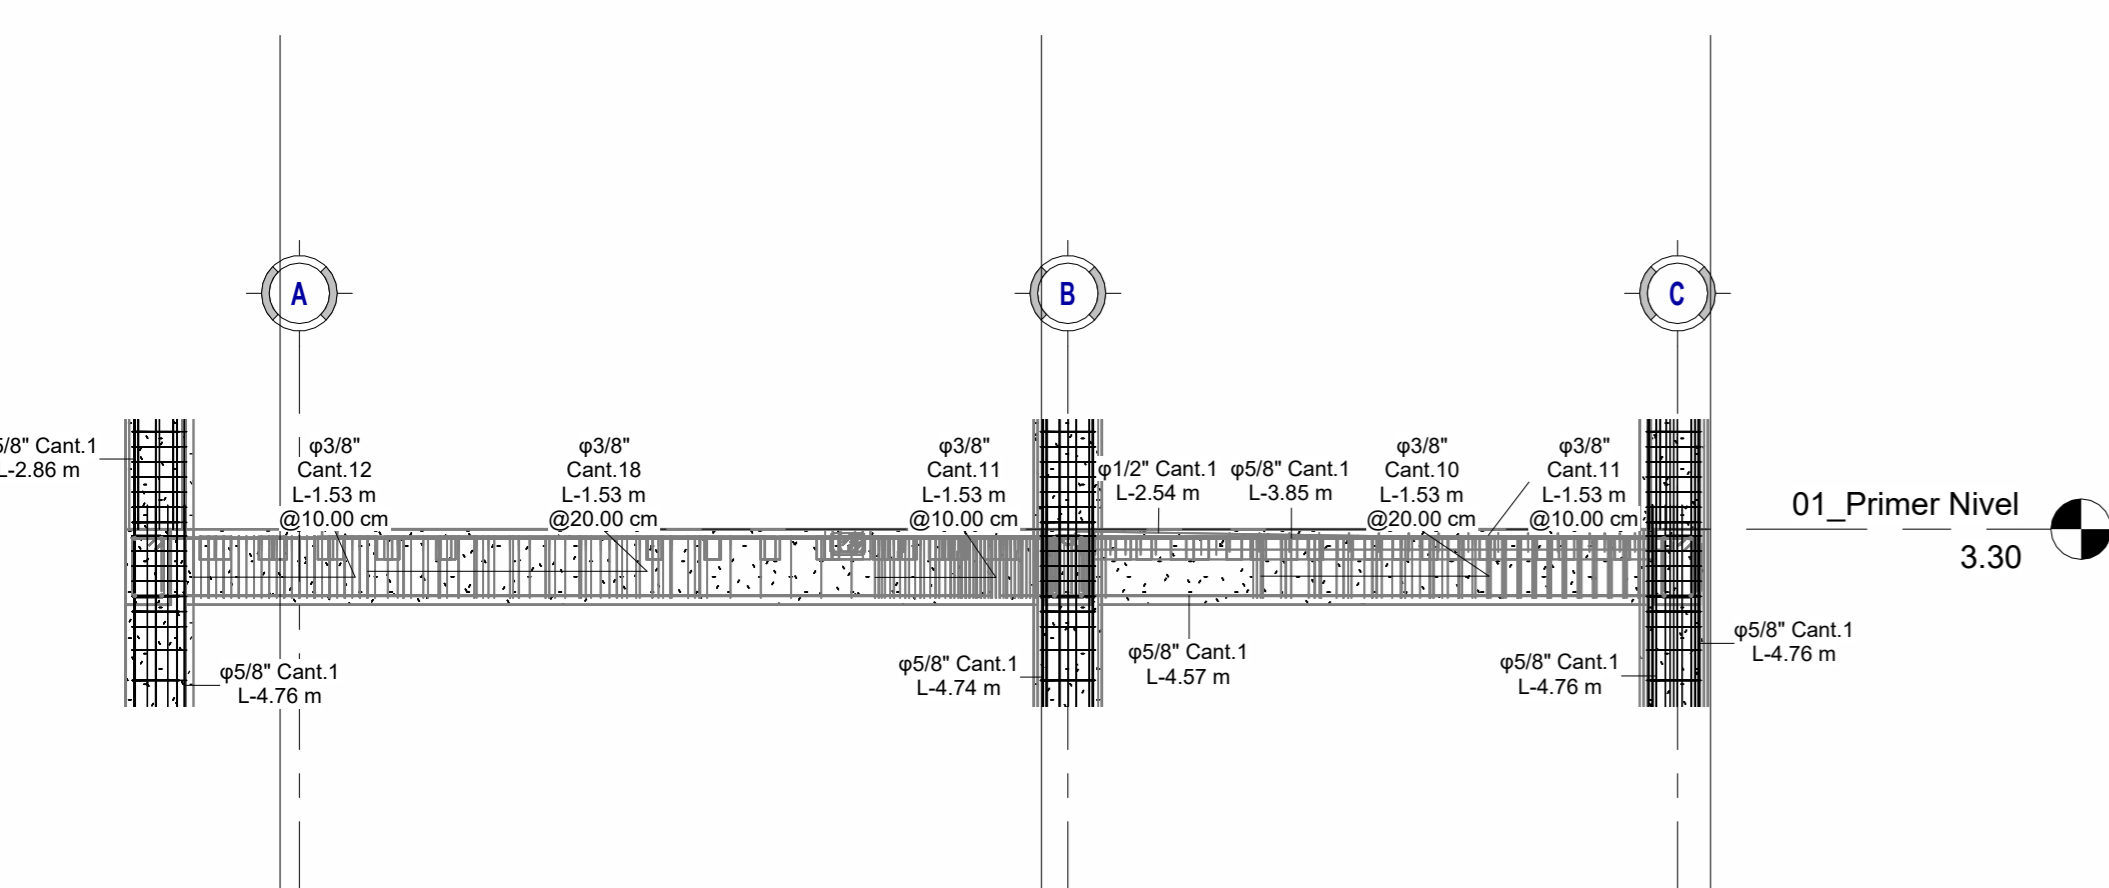 A
B
C
5/8" Cant.1
L-2.86 m
φ3/8"
Cant.12
L-1.53 m
@10.00 cm
φ3/8"
Cant.18
L-1.53 m
@20.00 cm
φ3/8"
Cant.11
L-1.53 m
@10.00 cm
φ1/2" Cant.1
L-2.54 m
φ5/8" Cant.1
L-3.85 m
φ3/8"
Cant.10
L-1.53 m
@20.00 cm
φ3/8"
Cant.11
L-1.53 m
@10.00 cm
01_Primer Nivel
3.30
φ5/8" Cant.1
L-4.76 m
φ5/8" Cant.1
L-4.74 m
φ5/8" Cant.1
L-4.57 m
φ5/8" Cant.1
L-4.76 m
φ5/8" Cant.1
L-4.76 m